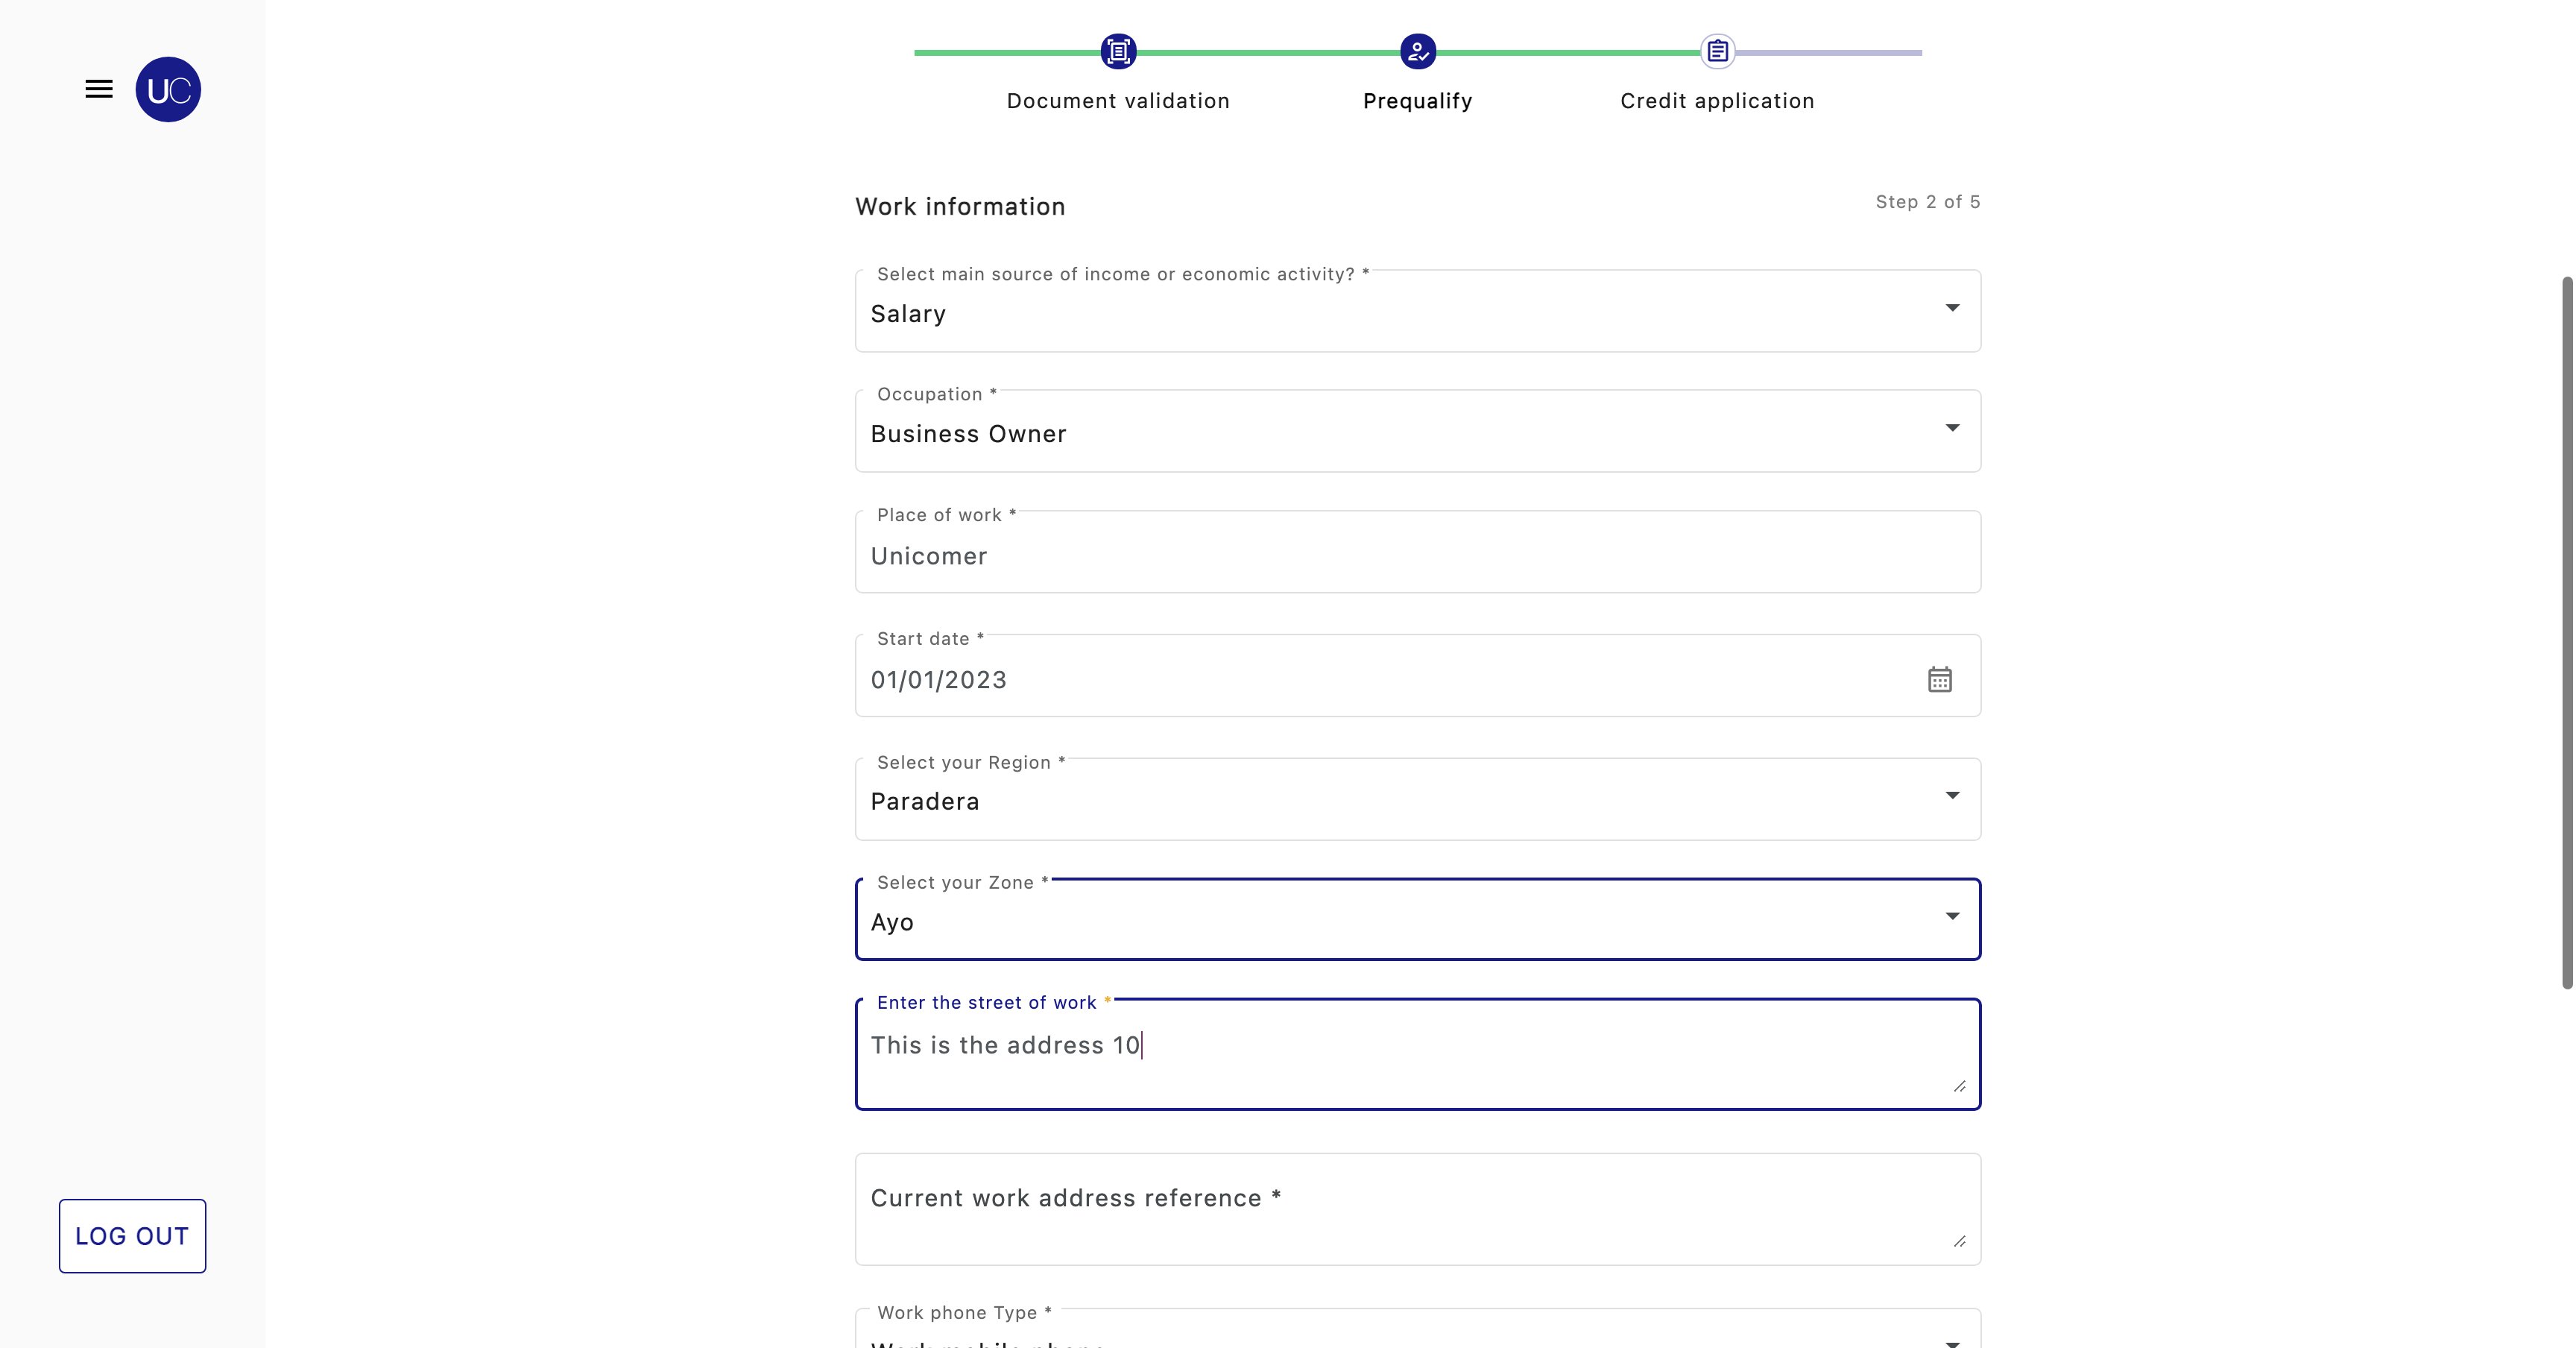 UC
Document validation
Prequalify
Credit application
Work information
Step 2 of 5
Select main source of income or economic activity? *
Salary
Occupation *
Business Owner
Place of work *
Unicomer
Start date *
01/01/2023
Select your Region *
Paradera
Select your Zone *
Ayo
Enter the street of work *
This is the address 10
Current work address reference *
LOG OUT
Work phone Type *
Work mobile phone